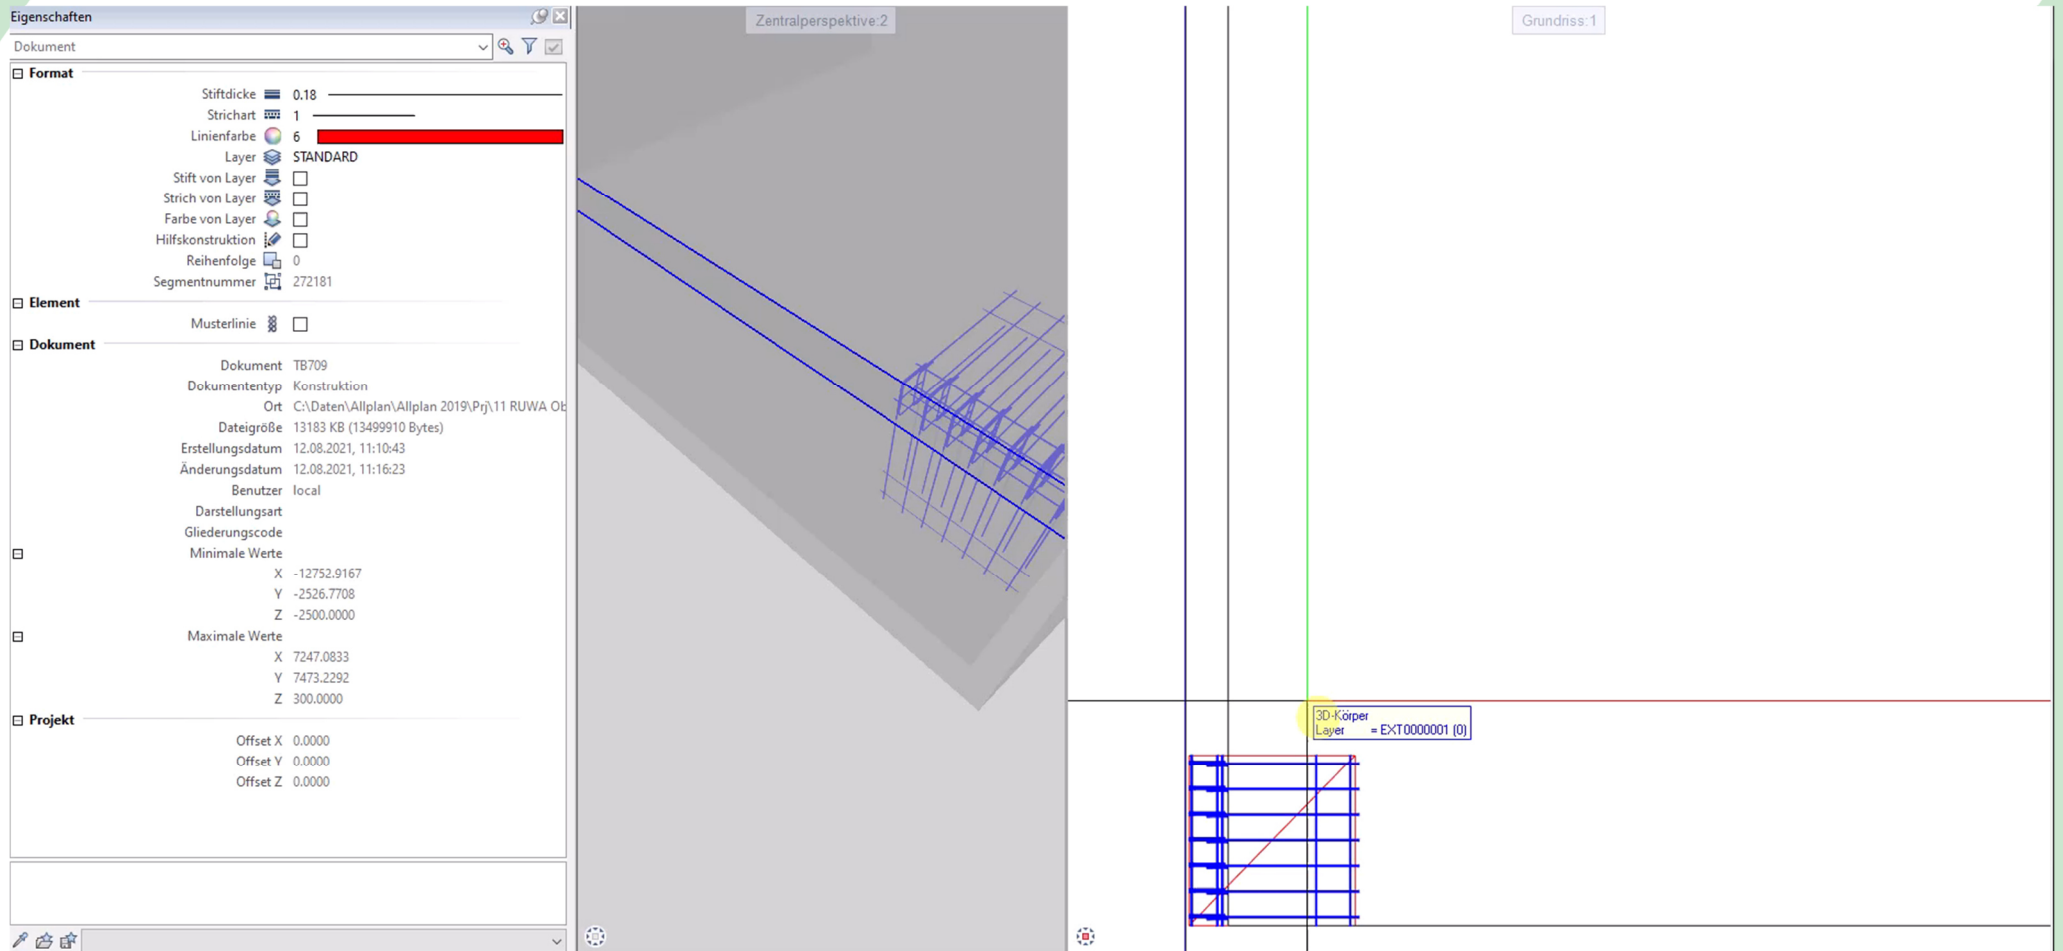 Eigenschaften
Dokument
Format
Stiftdicke 0.18
Strichart 1
Linienfarbe 6
Layer STANDARD
Stift von Layer
Strich von Layer
Farbe von Layer
Hilfskonstruktion
Reihenfolge 0
Segmentnummer 272181
Element
Musterlinie
Dokument
Dokument TB709
Dokumententyp Konstruktion
Ort C:\Daten\Allplan\Allplan 2019\Prj\11 RUWA Ob
Dateigröße 13183 KB (13499910 Bytes)
Erstellungsdatum 12.08.2021, 11:10:43
Änderungsdatum 12.08.2021, 11:16:23
Benutzer local
Darstellungsart
Gliederungscode
Minimale Werte
X -12752.9167
Y -2526.7708
Z -2500.0000
Maximale Werte
X 7247.0833
Y 7473.2292
Z 300.0000
Projekt
Offset X 0.0000
Offset Y 0.0000
Offset Z 0.0000
Zentralperspektive:2
Grundriss:1
3D-Körper
Layer = EXT0000001 (0)